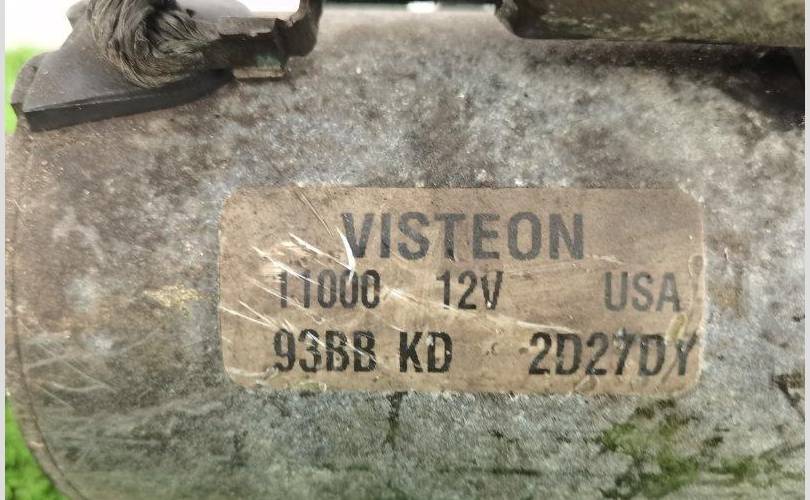 VISTEON
11000 12V USA
93BB KD 2D27DY